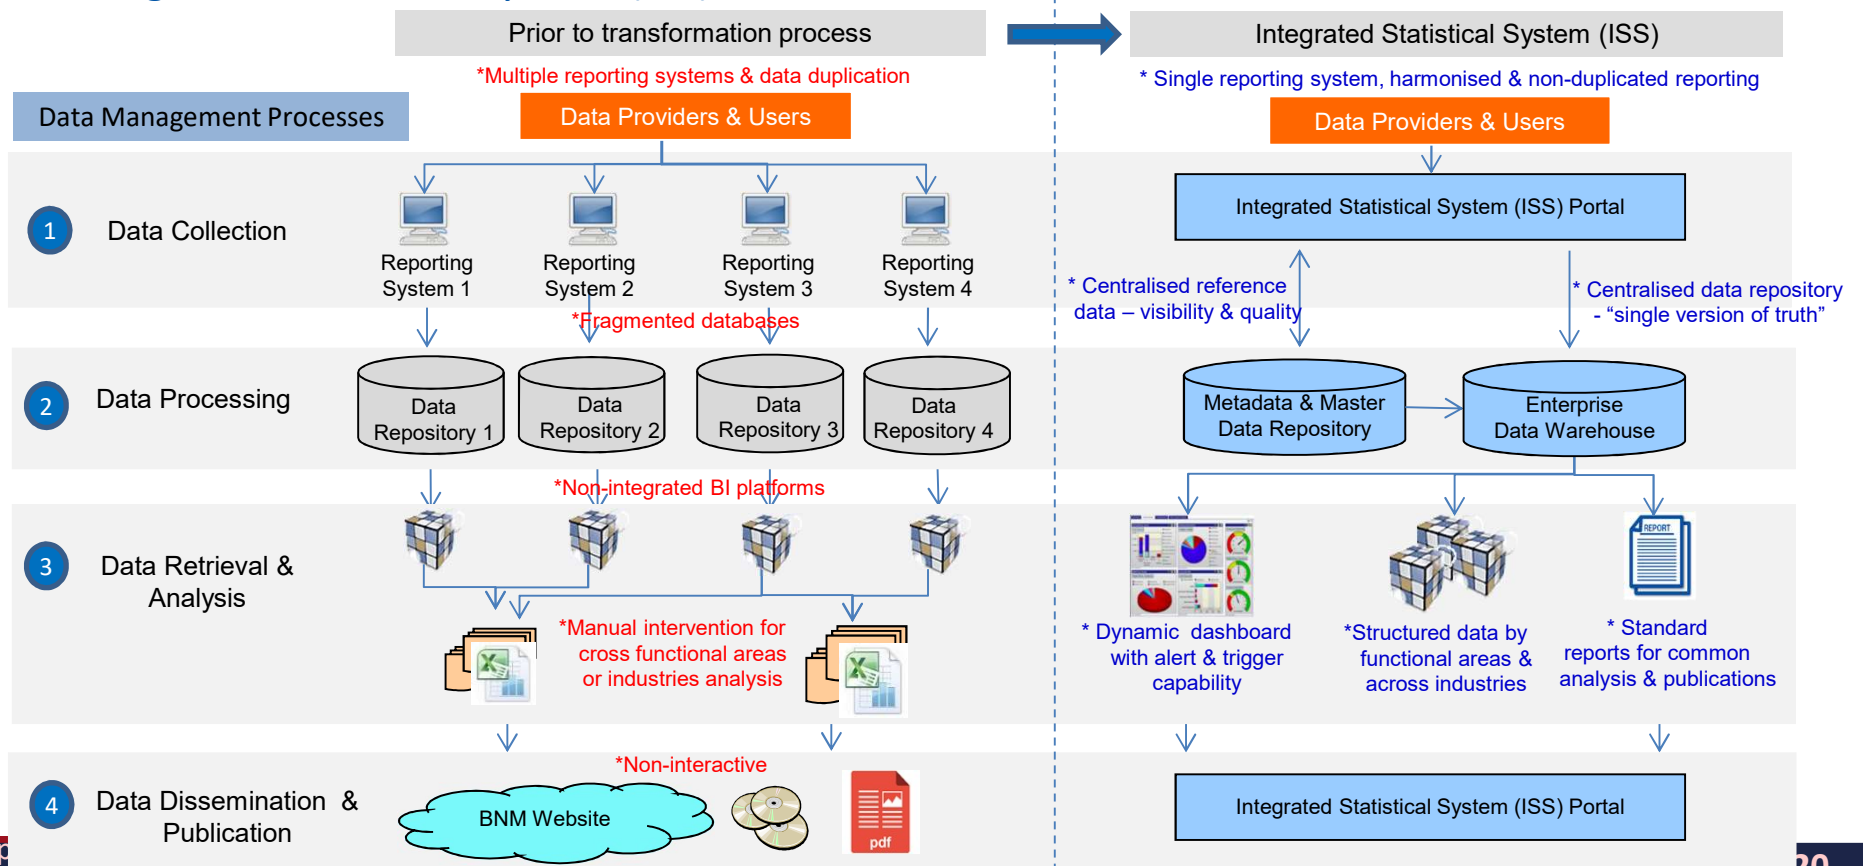 Prior to transformation process
Integrated Statistical System (ISS)
*Multiple reporting systems & data duplication
* Single reporting system, harmonised & non-duplicated reporting
Data Management Processes
Data Providers & Users
Data Providers & Users
1
Data Collection
Reporting
System 1
Reporting
System 2
Reporting
System 3
Reporting
System 4
Integrated Statistical System (ISS) Portal
*Fragmented databases
* Centralised reference
data – visibility & quality
* Centralised data repository
- “single version of truth”
2
Data Processing
Data
Repository 1
Data
Repository 2
Data
Repository 3
Data
Repository 4
Metadata & Master
Data Repository
Enterprise
Data Warehouse
*Non-integrated BI platforms
3
Data Retrieval &
Analysis
REPORT
*Manual intervention for
cross functional areas
or industries analysis
* Dynamic dashboard
with alert & trigger
capability
*Structured data by
functional areas &
across industries
* Standard
reports for common
analysis & publications
4
Data Dissemination &
Publication
*Non-interactive
BNM Website
pdf
Integrated Statistical System (ISS) Portal